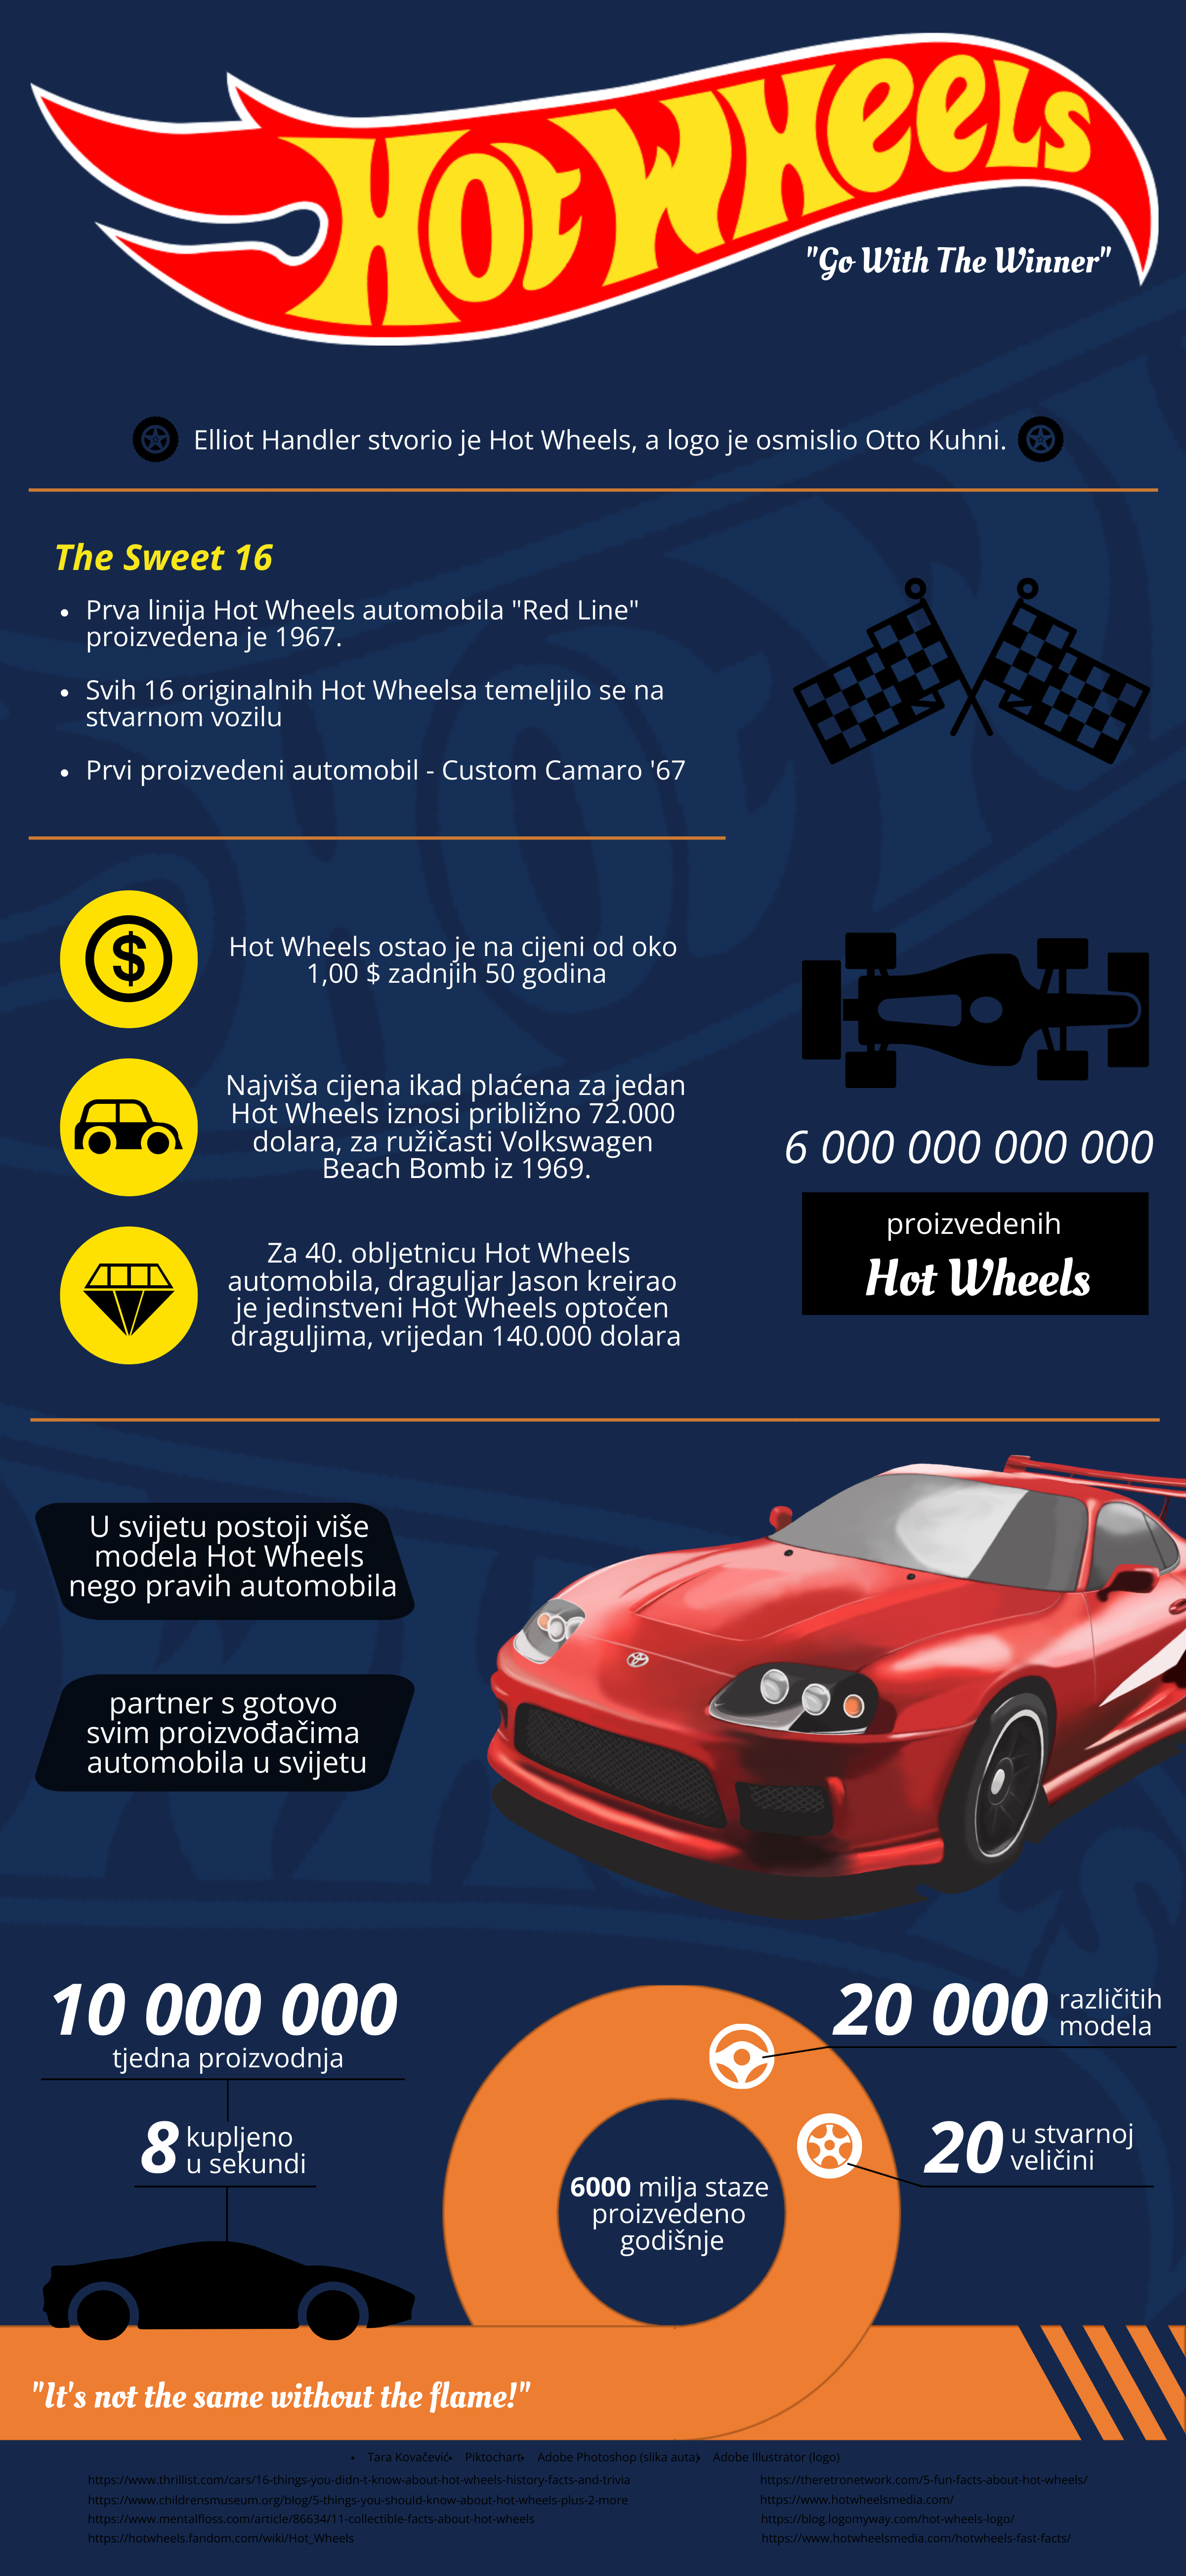 HOT WHEELS
"Go With The Winner"
Elliot Handler stvorio je Hot Wheels, a logo je osmislio Otto Kuhni.
The Sweet 16
• Prva linija Hot Wheels automobila "Red Line"
proizvedena je 1967.
• Svih 16 originalnih Hot Wheelsa temeljilo se na
stvarnom vozilu
• Prvi proizvedeni automobil - Custom Camaro '67
$
Hot Wheels ostao je na cijeni od oko
1,00 $ zadnjih 50 godina
Najviša cijena ikad plaćena za jedan
Hot Wheels iznosi približno 72.000
dolara, za ružičasti Volkswagen
Beach Bomb iz 1969.
Za 40. obljetnicu Hot Wheels
automobila, draguljar Jason kreirao
je jedinstveni Hot Wheels optočen
draguljima, vrijedan 140.000 dolara
6 000 000 000 000
proizvedenih
Hot Wheels
U svijetu postoji više
modela Hot Wheels
nego pravih automobila
partner s gotovo
svim proizvođačima
automobila u svijetu
10 000 000
tjedna proizvodnja
8 kupljeno
u sekundi
20 000 različitih
modela
20 u stvarnoj
veličini
6000 milja staze
proizvedeno
godišnje
"It's not the same without the flame!"
• Tara Kovačević • Piktochart • Adobe Photoshop (slika auta) • Adobe Illustrator (logo)
https://www.thrillist.com/cars/16-things-you-didn-t-know-about-hot-wheels-history-facts-and-trivia
https://www.childrensmuseum.org/blog/5-things-you-should-know-about-hot-wheels-plus-2-more
https://www.mentalfloss.com/article/86634/11-collectible-facts-about-hot-wheels
https://hotwheels.fandom.com/wiki/Hot_Wheels
https://theretronetwork.com/5-fun-facts-about-hot-wheels/
https://www.hotwheelsmedia.com/
https://blog.logomyway.com/hot-wheels-logo/
https://www.hotwheelsmedia.com/hotwheels-fast-facts/